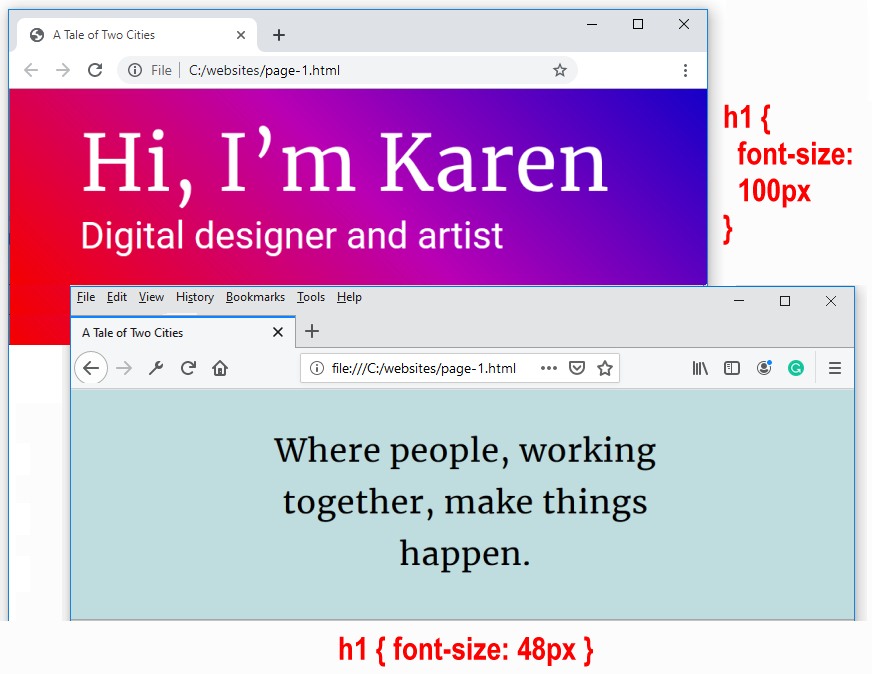 A Tale of Two Cities
File C:/websites/page-1.html
Hi, I’m Karen
Digital designer and artist
h1 {
font-size:
100px
}
File Edit View History Bookmarks Tools Help
A Tale of Two Cities
file:///C:/websites/page-1.html
Where people, working
together, make things
happen.
h1 { font-size: 48px }